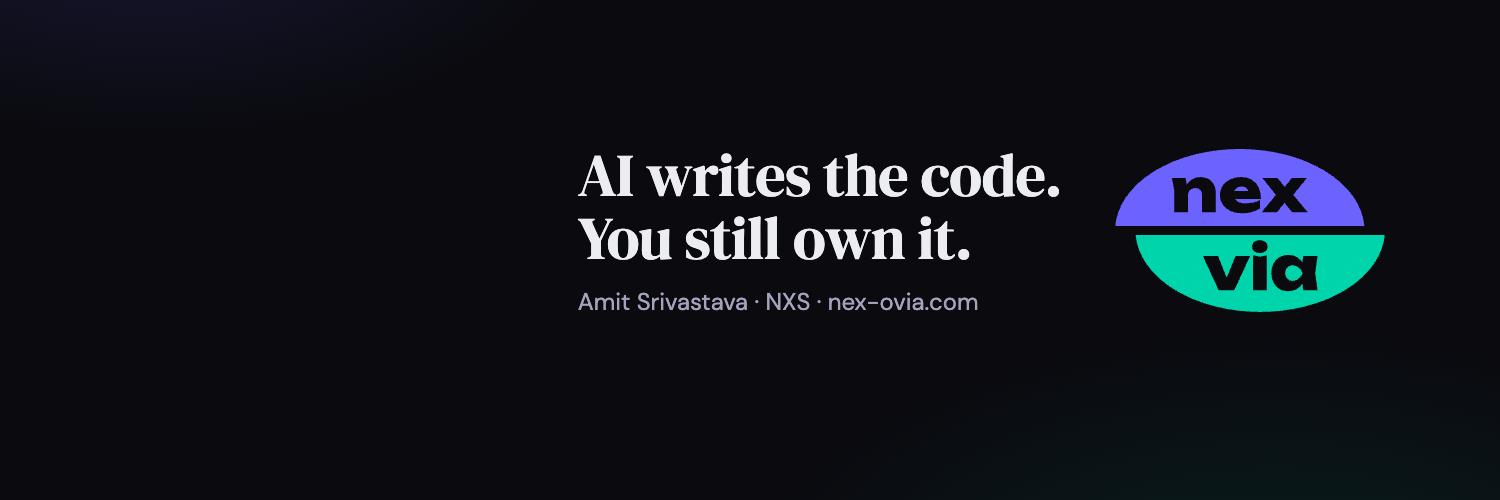 AI writes the code.
You still own it.
Amit Srivastava · NXS · nex-ovia.com
nex
via